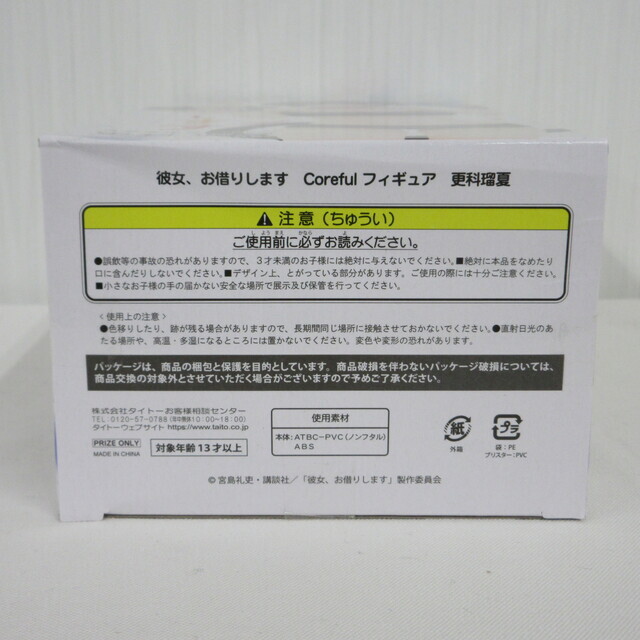 彼女、お借りします Coreful フィギュア 更科瑠夏
⚠ 注意（ちゅうい）
ご使用前に必ずお読みください。
●誤飲等の事故の恐れがありますので、3才未満のお子様には絶対に与えないでください。■絶対に本品をなめたり
口に含んだりしないでください。■デザイン上、とがっている部分があります。ご使用の際には十分ご注意ください。
■小さなお子様の手の届かない安全な場所で展示及び保管を行ってください。
〈使用上の注意〉
●色移りしたり、跡が残る場合がありますので、長期間同じ場所に接触させておかないでください。●直射日光のあ
たる場所や、高温・多湿になるところには置かないでください。変色や変形の恐れがあります。
パッケージは、商品の梱包と保護を目的としています。商品破損を伴わないパッケージ破損については、
商品交換の対象外とさせていただく場合がございますので予めご了承ください。
株式会社タイトーお客様相談センター
TEL：0120-57-0788（10:00〜18:00）
タイトーウェブサイト https://www.taito.co.jp
PRIZE ONLY
MADE IN CHINA
対象年齢13才以上
使用素材
本体：ATBC-PVC（ノンフタル）
ABS
紙
外箱
プラ
袋：PE
ブリスター：PVC
© 宮島礼吏・講談社／「彼女、お借りします」製作委員会